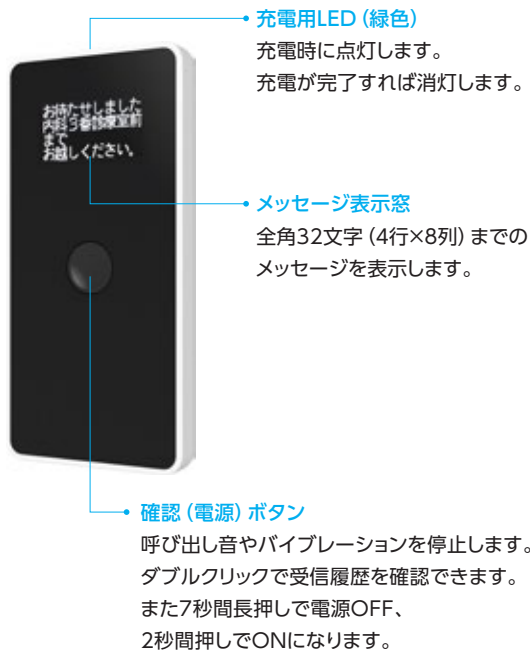 充電用LED（緑色）
充電時に点灯します。
充電が完了すれば消灯します。
お待たせしました
内科3番診療室前
まで
お越しください。
メッセージ表示窓
全角32文字（4行×8列）までの
メッセージを表示します。
確認（電源）ボタン
呼び出し音やバイブレーションを停止します。
ダブルクリックで受信履歴を確認できます。
また7秒間長押しで電源OFF、
2秒間押しでONになります。